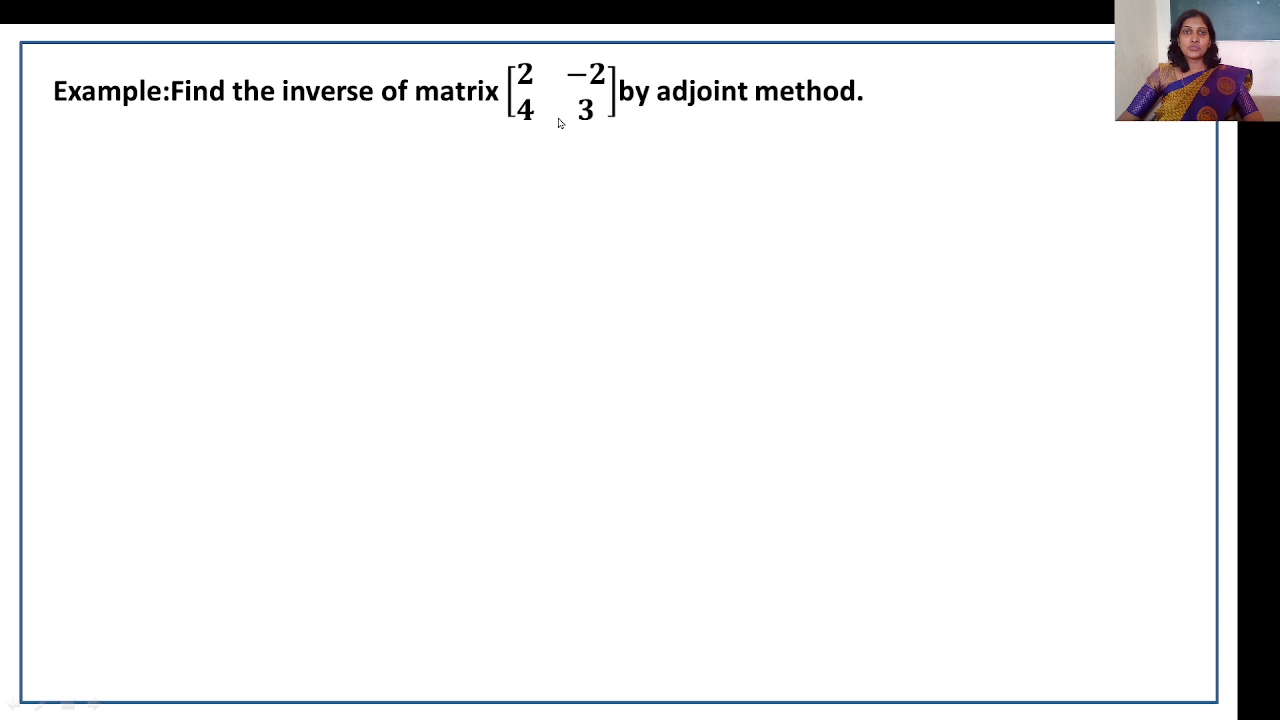 Example:Find the inverse of matrix [2 −2; 4 3]by adjoint method.